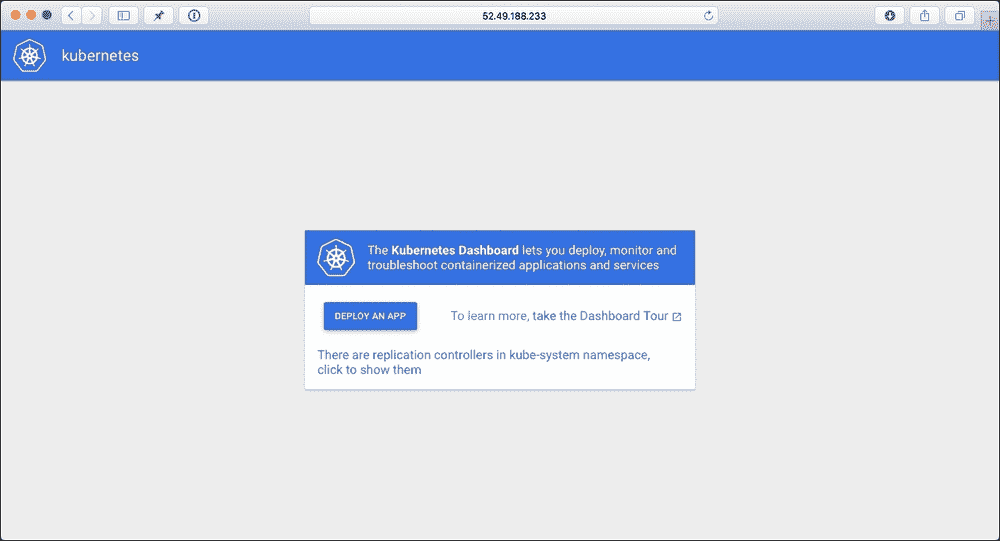 52.49.188.233
kubernetes
The Kubernetes Dashboard lets you deploy, monitor and
troubleshoot containerized applications and services
DEPLOY AN APP
To learn more, take the Dashboard Tour
There are replication controllers in kube-system namespace,
click to show them